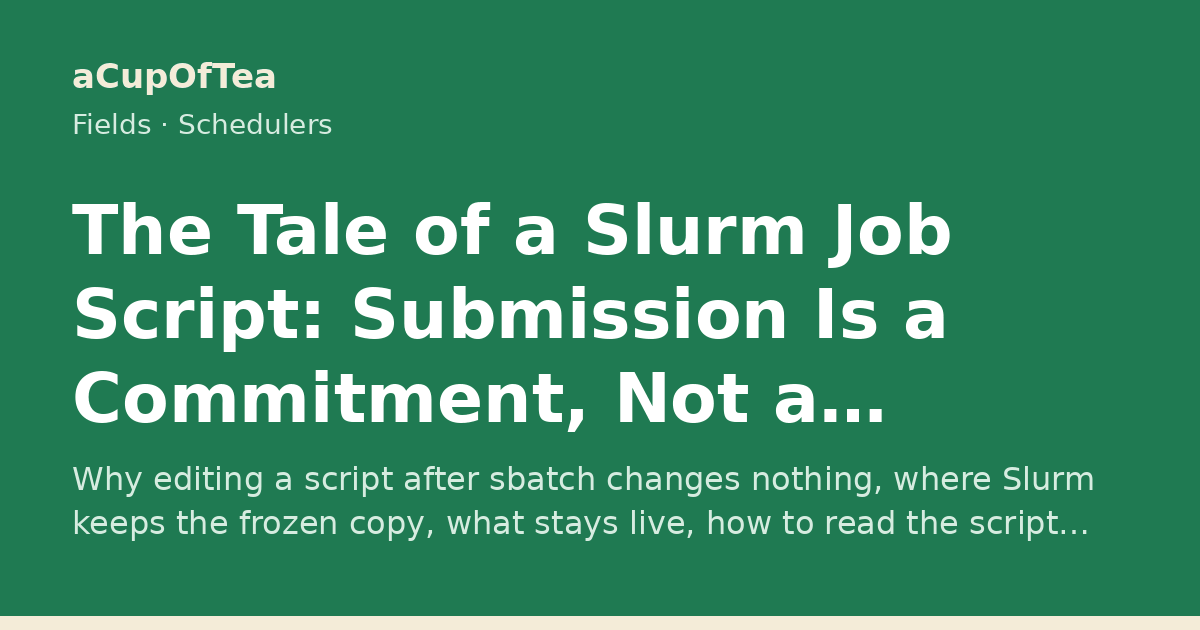 aCupOfTea
Fields · Schedulers
The Tale of a Slurm Job
Script: Submission Is a
Commitment, Not a…
Why editing a script after sbatch changes nothing, where Slurm
keeps the frozen copy, what stays live, how to read the script…